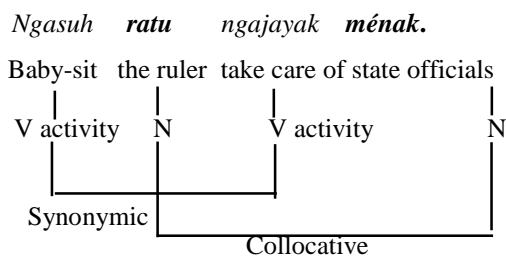 Ngasuh ratu ngajayak ménak.
Baby-sit the ruler take care of state officials
V activity N V activity N
Synonymic
Collocative